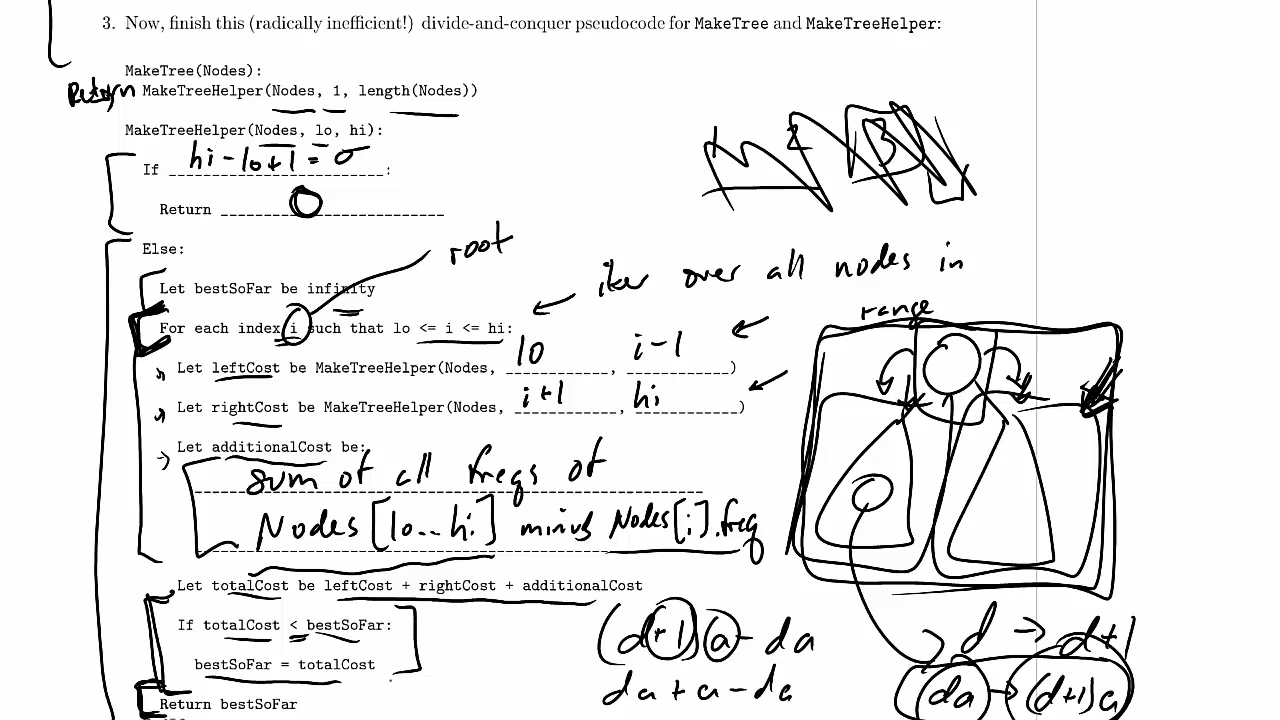 3. Now, finish this (radically inefficient!) divide-and-conquer pseudocode for MakeTree and MakeTreeHelper:
MakeTree(Nodes):
Return MakeTreeHelper(Nodes, 1, length(Nodes))
MakeTreeHelper(Nodes, lo, hi):
If hi-lo+1 = 0:
Return 0
Else:
root
Let bestSoFar be infinity
iter over all nodes in
range
For each index i such that lo <= i <= hi:
Let leftCost be MakeTreeHelper(Nodes, lo, i-1)
Let rightCost be MakeTreeHelper(Nodes, i+1, hi)
Let additionalCost be:
sum of all freqs of
Nodes[lo..hi] minus Nodes[i].freq
Let totalCost be leftCost + rightCost + additionalCost
If totalCost < bestSoFar:
bestSoFar = totalCost
Return bestSoFar
(d+1)a - da
da + a - da
d → d+1
da → (d+1)a